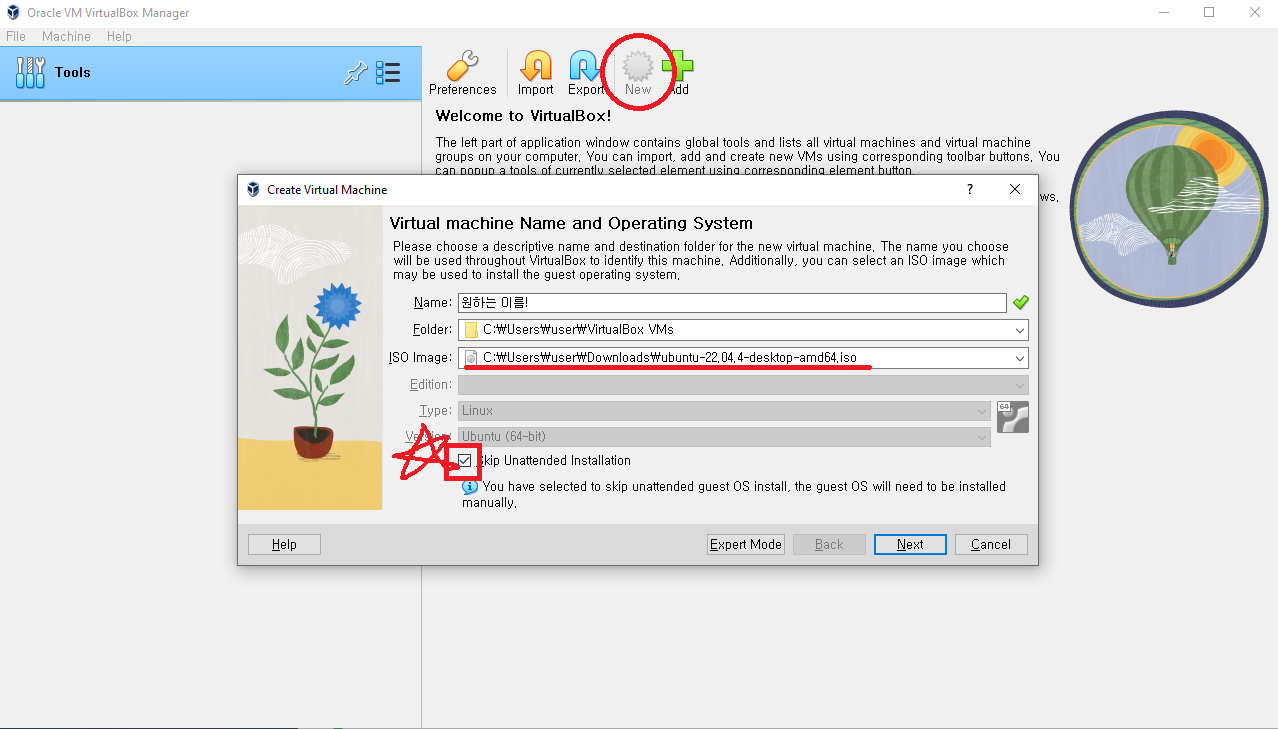 Oracle VM VirtualBox Manager
File Machine Help
Tools
Preferences Import Export New Add
Welcome to VirtualBox!
The left part of application window contains global tools and lists all virtual machines and virtual machine
groups on your computer. You can import, add and create new VMs using corresponding toolbar buttons. You
can popup a tools of currently selected element using corresponding element button.
ws.
Create Virtual Machine
?
Virtual machine Name and Operating System
Please choose a descriptive name and destination folder for the new virtual machine. The name you choose
will be used throughout VirtualBox to identify this machine. Additionally, you can select an ISO image which
may be used to install the guest operating system.
Name: 원하는 이름!
Folder: C:₩Users₩user₩VirtualBox VMs
ISO Image: C:₩Users₩user₩Downloads₩ubuntu-22.04.4-desktop-amd64.iso
Edition:
Type: Linux
64
Version: Ubuntu (64-bit)
Skip Unattended Installation
You have selected to skip unattended guest OS install, the guest OS will need to be installed
manually.
Help Expert Mode Back Next Cancel